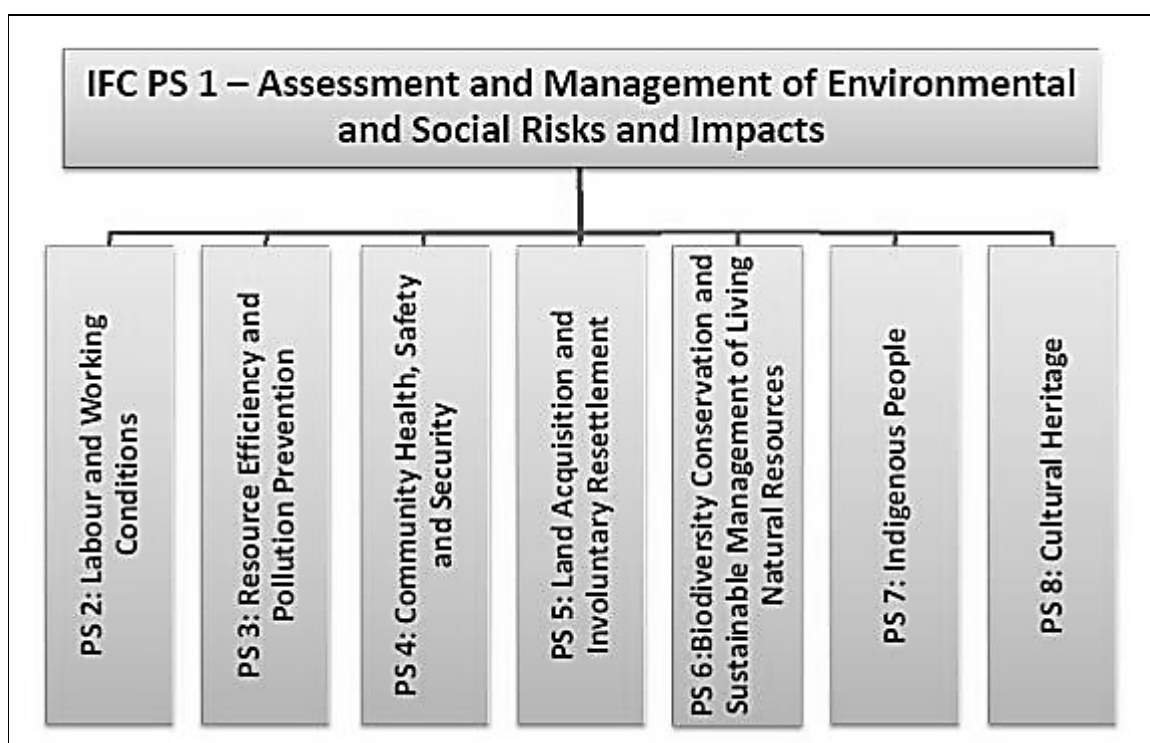 IFC PS 1 – Assessment and Management of Environmental
and Social Risks and Impacts
PS 2: Labour and Working
Conditions
PS 3: Resource Efficiency and
Pollution Prevention
PS 4: Community Health, Safety
and Security
PS 5: Land Acquisition and
Involuntary Resettlement
PS 6:Biodiversity Conservation and
Sustainable Management of Living
Natural Resources
PS 7: Indigenous People
PS 8: Cultural Heritage